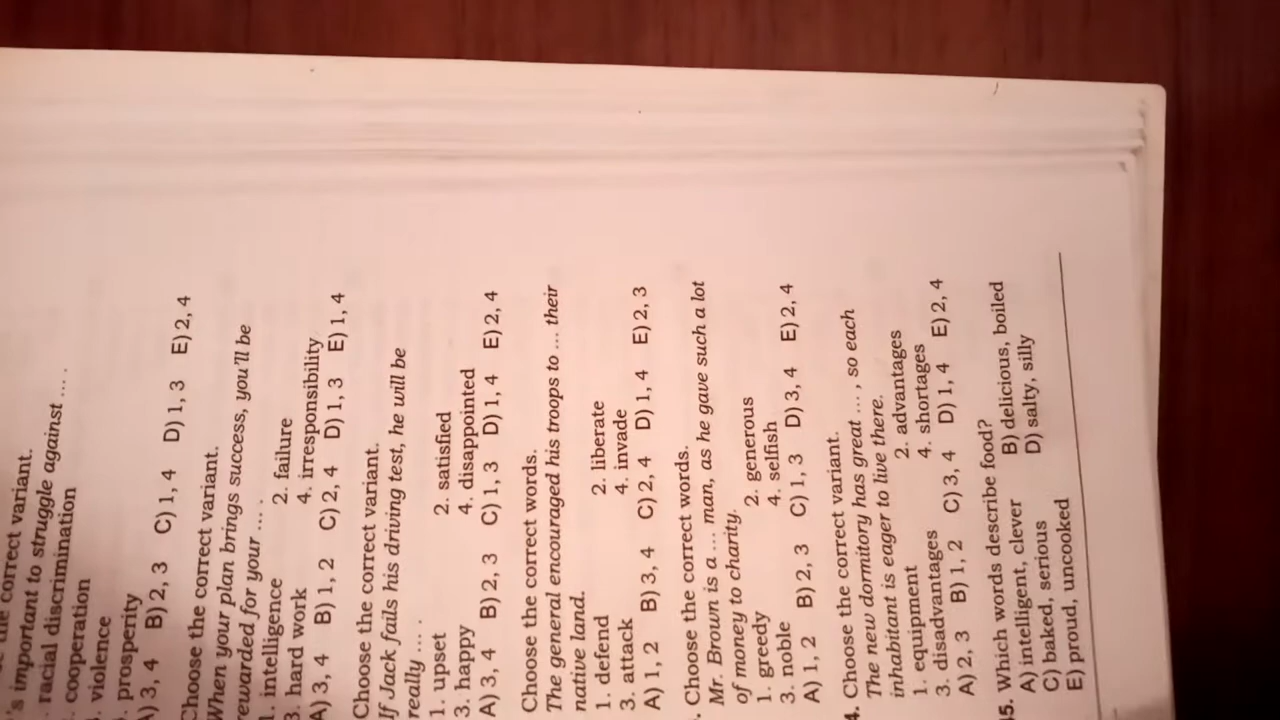 correct variant.
's important to struggle against ... .
. racial discrimination
. cooperation
. violence
. prosperity
A) 3, 4 B) 2, 3 C) 1, 4 D) 1, 3 E) 2, 4
Choose the correct variant.
When your plan brings success, you'll be
rewarded for your ... .
1. intelligence 2. failure
3. hard work 4. irresponsibility
A) 3, 4 B) 1, 2 C) 2, 4 D) 1, 3 E) 1, 4
Choose the correct variant.
If Jack fails his driving test, he will be
really ... .
1. upset 2. satisfied
3. happy 4. disappointed
A) 3, 4 B) 2, 3 C) 1, 3 D) 1, 4 E) 2, 4
Choose the correct words.
The general encouraged his troops to ... their
native land.
1. defend 2. liberate
3. attack 4. invade
A) 1, 2 B) 3, 4 C) 2, 4 D) 1, 4 E) 2, 3
. Choose the correct words.
Mr. Brown is a ... man, as he gave such a lot
of money to charity.
1. greedy 2. generous
3. noble 4. selfish
A) 1, 2 B) 2, 3 C) 1, 3 D) 3, 4 E) 2, 4
4. Choose the correct variant.
The new dormitory has great ... , so each
inhabitant is eager to live there.
1. equipment 2. advantages
3. disadvantages 4. shortages
A) 2, 3 B) 1, 2 C) 3, 4 D) 1, 4 E) 2, 4
15. Which words describe food?
A) intelligent, clever B) delicious, boiled
C) baked, serious D) salty, silly
E) proud, uncooked